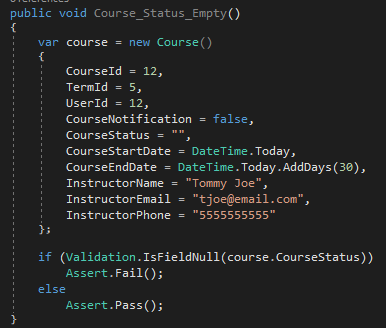 0 references
public void Course_Status_Empty()
{
var course = new Course()
{
CourseId = 12,
TermId = 5,
UserId = 12,
CourseNotification = false,
CourseStatus = "",
CourseStartDate = DateTime.Today,
CourseEndDate = DateTime.Today.AddDays(30),
InstructorName = "Tommy Joe",
InstructorEmail = "tjoe@email.com",
InstructorPhone = "5555555555"
};
if (Validation.IsFieldNull(course.CourseStatus))
Assert.Fail();
else
Assert.Pass();
}